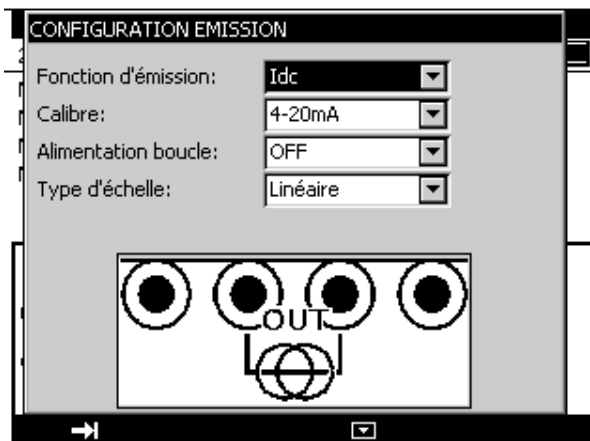 CONFIGURATION EMISSION
Fonction d'émission: Idc
Calibre: 4-20mA
Alimentation boucle: OFF
Type d'échelle: Linéaire
OUT